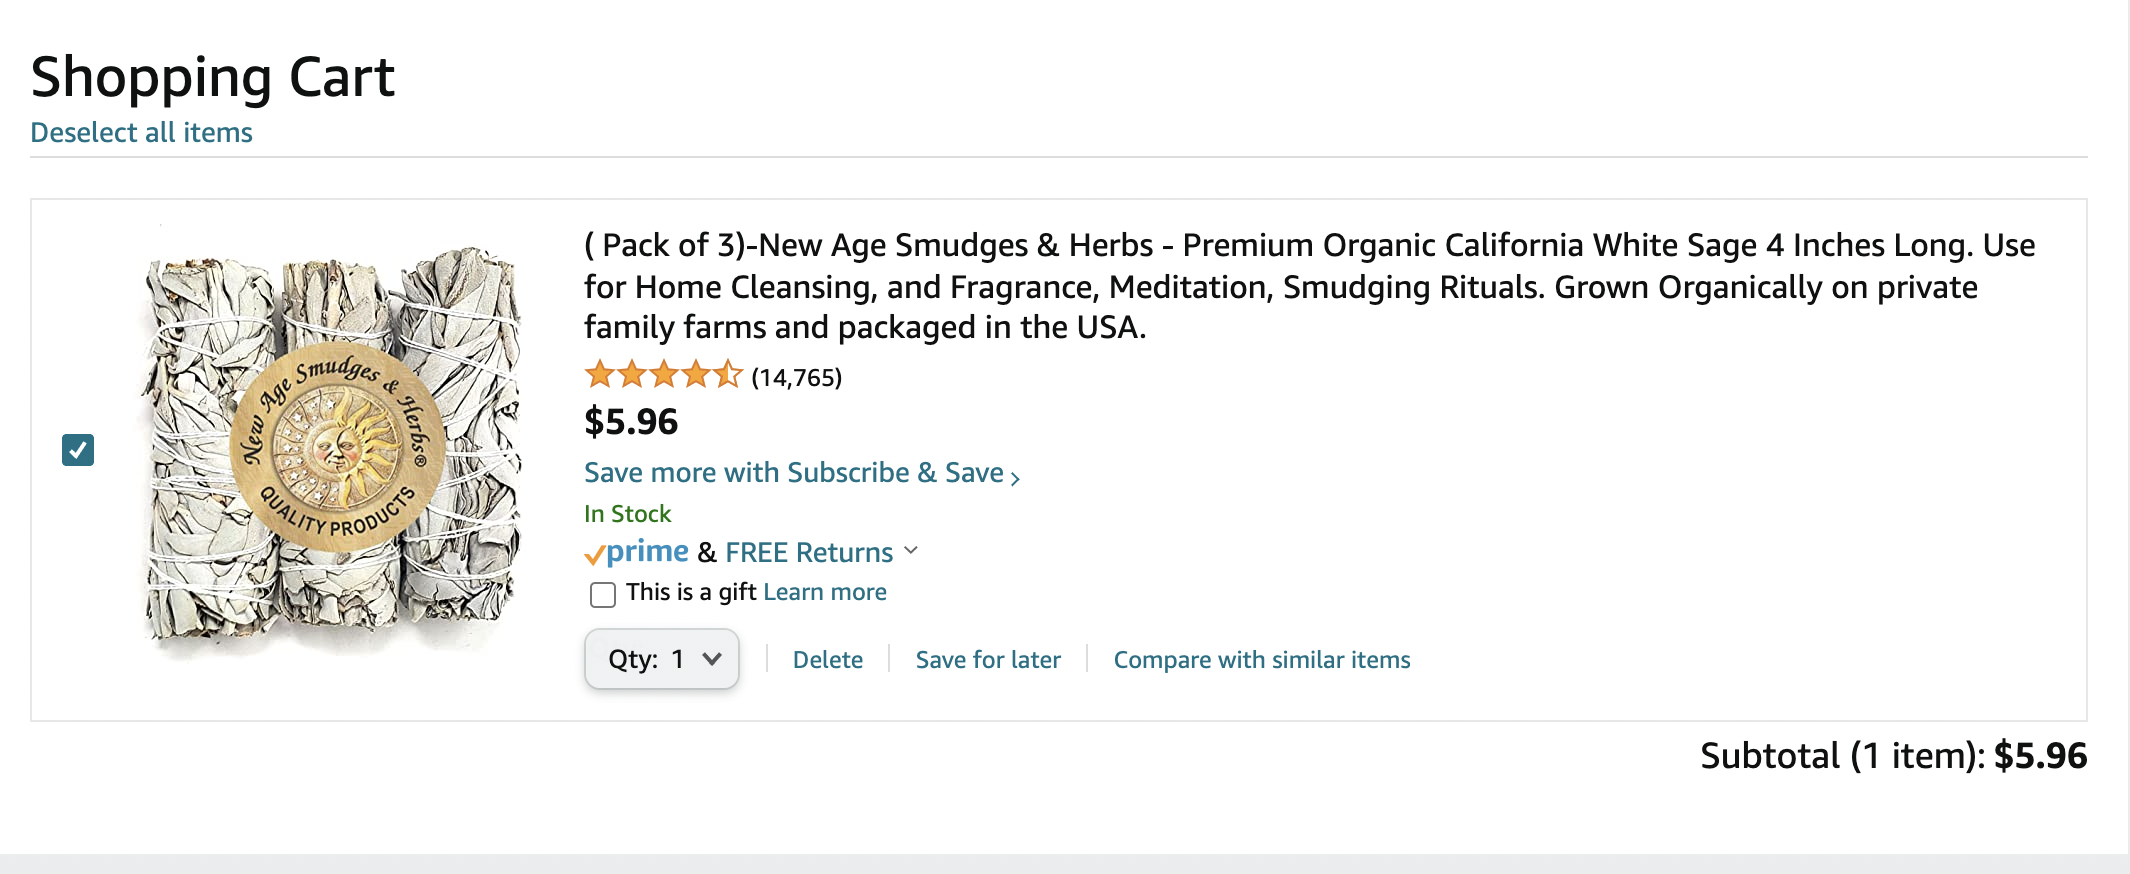 Shopping Cart
Deselect all items
( Pack of 3)-New Age Smudges & Herbs - Premium Organic California White Sage 4 Inches Long. Use
for Home Cleansing, and Fragrance, Meditation, Smudging Rituals. Grown Organically on private
family farms and packaged in the USA.
(14,765)
$5.96
Save more with Subscribe & Save ›
In Stock
prime & FREE Returns
This is a gift Learn more
Qty: 1 | Delete | Save for later | Compare with similar items
New Age Smudges & Herbs®
QUALITY PRODUCTS
Subtotal (1 item): $5.96